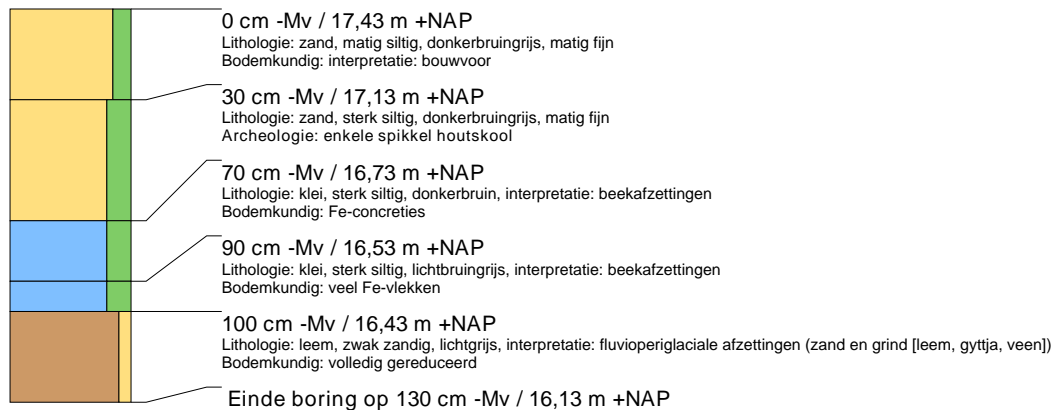 0 cm -Mv / 17,43 m +NAP
Lithologie: zand, matig siltig, donkerbruingrijs, matig fijn
Bodemkundig: interpretatie: bouwvoor
30 cm -Mv / 17,13 m +NAP
Lithologie: zand, sterk siltig, donkerbruingrijs, matig fijn
Archeologie: enkele spikkel houtskool
70 cm -Mv / 16,73 m +NAP
Lithologie: klei, sterk siltig, donkerbruin, interpretatie: beekafzettingen
Bodemkundig: Fe-concreties
90 cm -Mv / 16,53 m +NAP
Lithologie: klei, sterk siltig, lichtbruingrijs, interpretatie: beekafzettingen
Bodemkundig: veel Fe-vlekken
100 cm -Mv / 16,43 m +NAP
Lithologie: leem, zwak zandig, lichtgrijs, interpretatie: fluvioperiglaciale afzettingen (zand en grind [leem, gyttja, veen])
Bodemkundig: volledig gereduceerd
Einde boring op 130 cm -Mv / 16,13 m +NAP